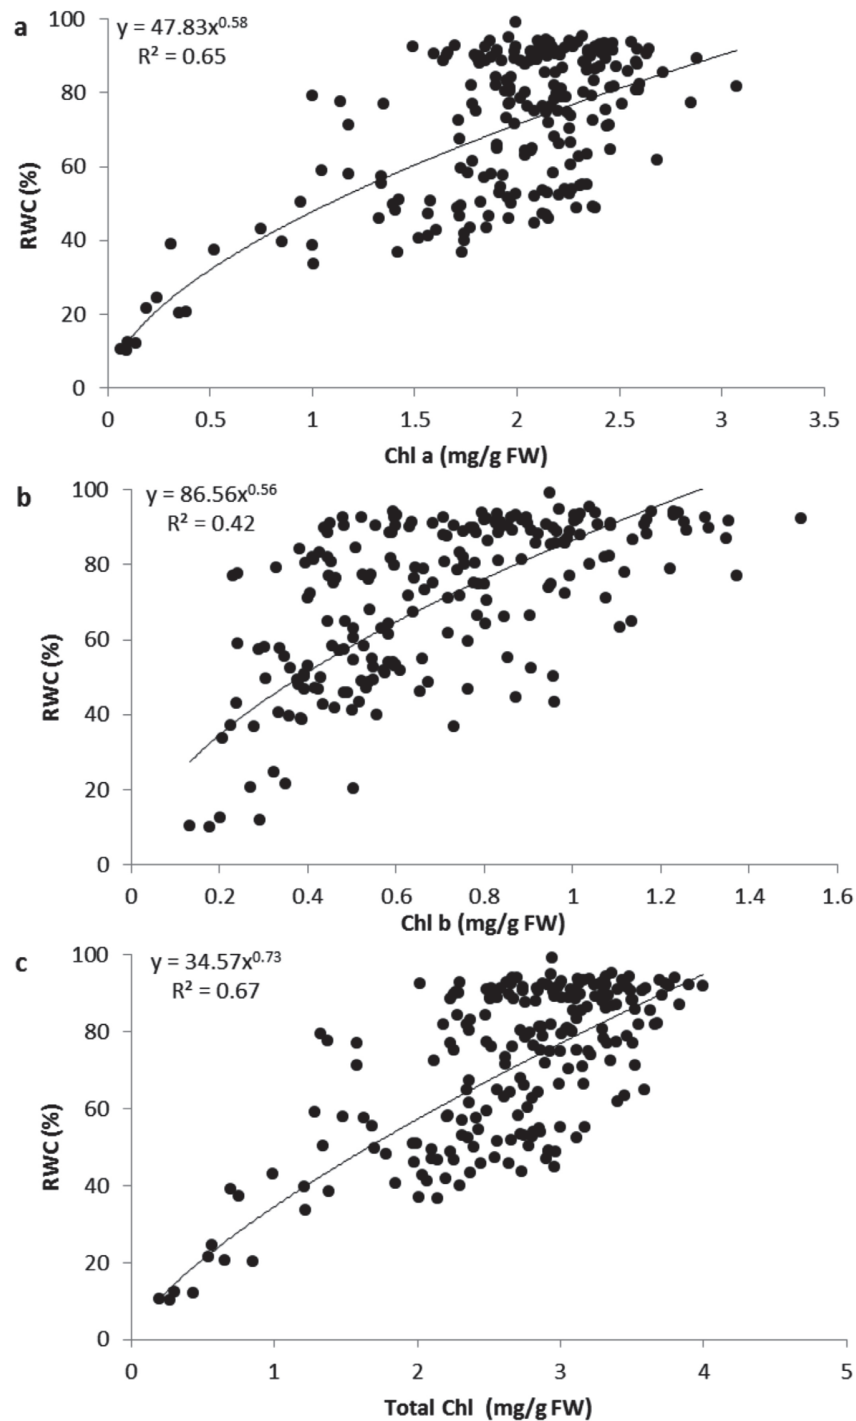 a
y = 47.83x^0.58
R² = 0.65
100
80
60
40
20
0
RWC (%)
0 0.5 1 1.5 2 2.5 3 3.5
Chl a (mg/g FW)
b
y = 86.56x^0.56
R² = 0.42
100
80
60
40
20
0
RWC (%)
0 0.2 0.4 0.6 0.8 1 1.2 1.4 1.6
Chl b (mg/g FW)
c
y = 34.57x^0.73
R² = 0.67
100
80
60
40
20
0
RWC (%)
0 1 2 3 4 5
Total Chl (mg/g FW)